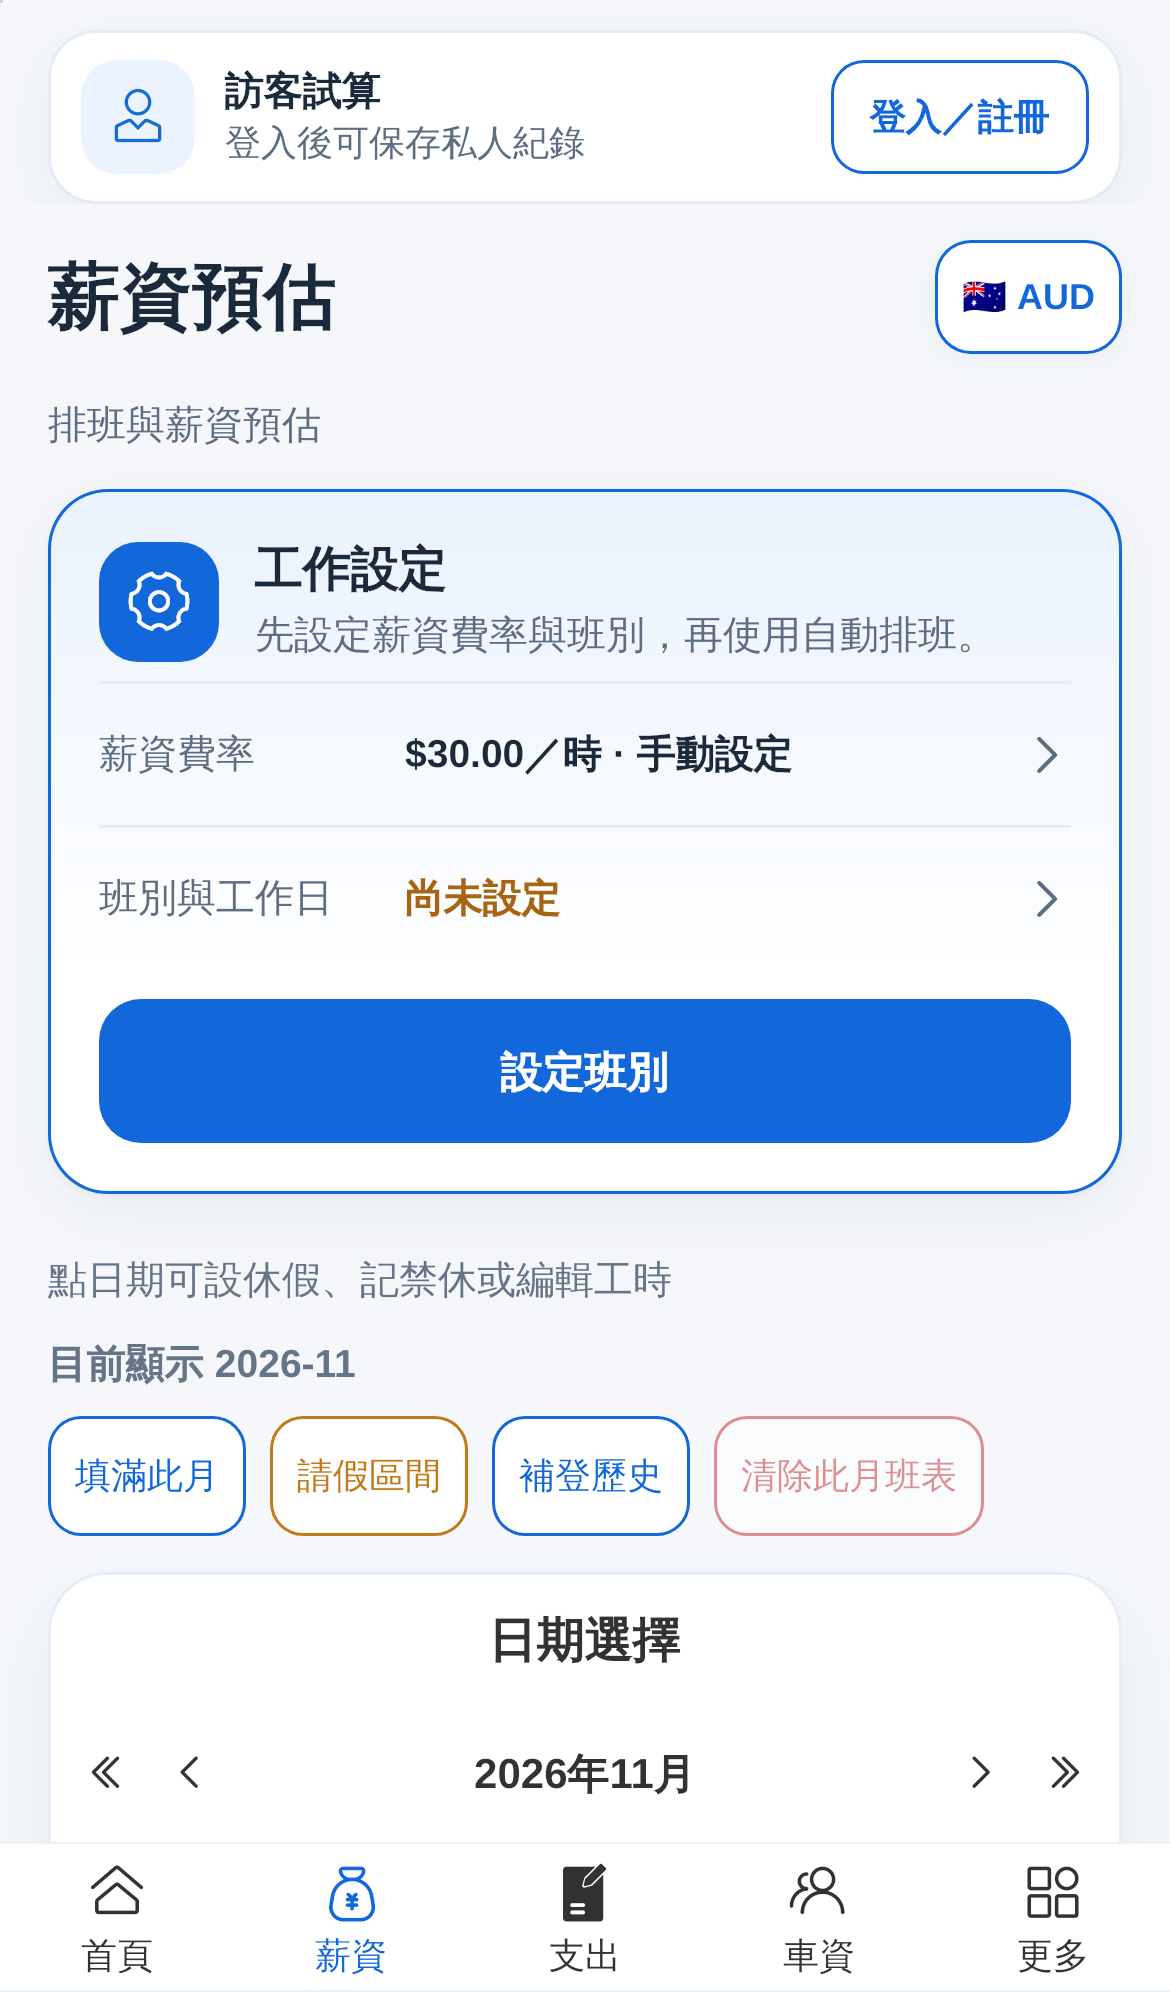 訪客試算
登入後可保存私人紀錄
登入／註冊
薪資預估
AUD
排班與薪資預估
工作設定
先設定薪資費率與班別，再使用自動排班。
薪資費率
$30.00／時 · 手動設定
班別與工作日
尚未設定
設定班別
點日期可設休假、記禁休或編輯工時
目前顯示 2026-11
填滿此月
請假區間
補登歷史
清除此月班表
日期選擇
2026年11月
首頁
薪資
支出
車資
更多